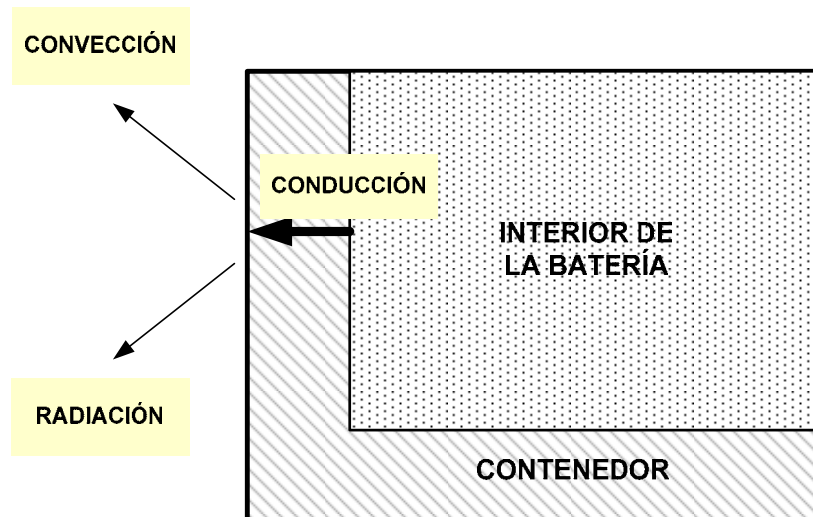 CONVECCIÓN
CONDUCCIÓN
INTERIOR DE
LA BATERÍA
RADIACIÓN
CONTENEDOR